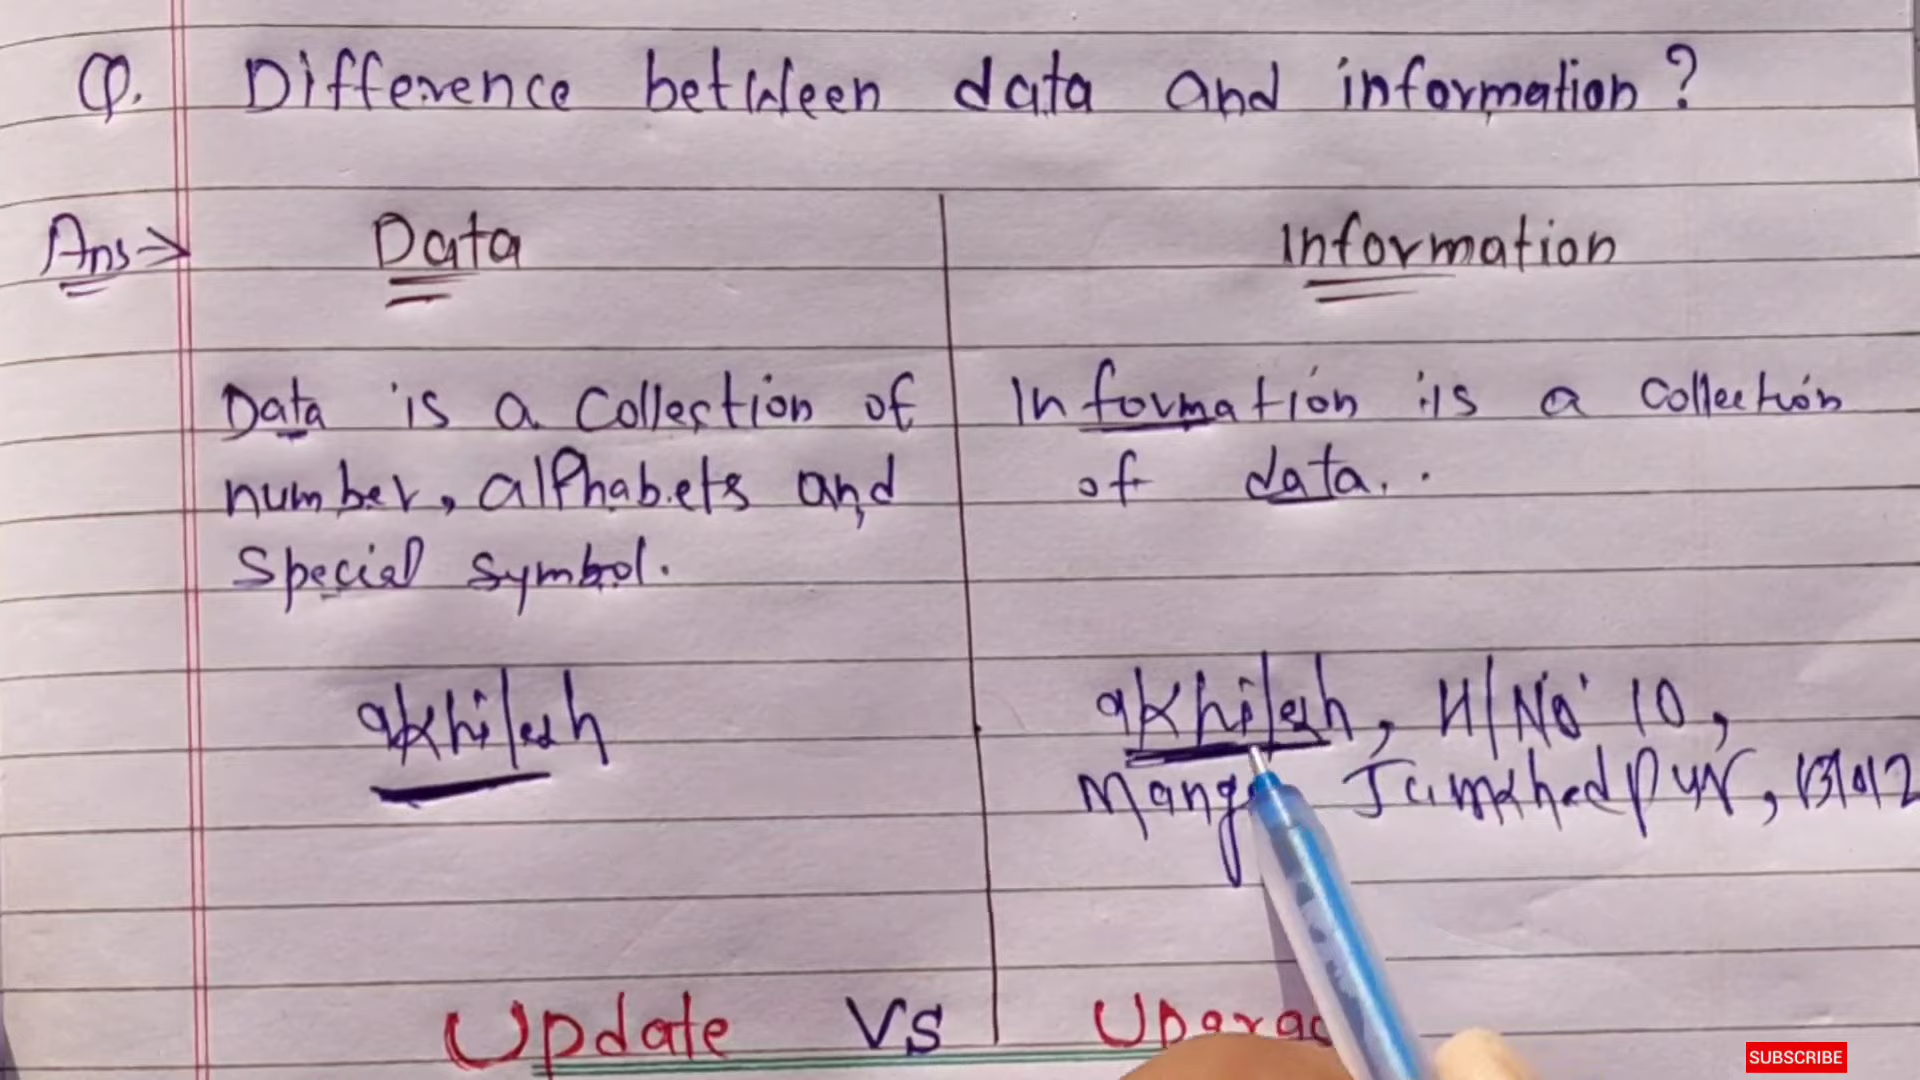 Q. Difference between data and information?
Ans→ Data
Data is a collection of
number, alphabets and
special symbol.
akhilesh
Information
Information is a collection
of data.
akhilesh, H/No 10,
Mango Jamshedpur,
Update Vs
SUBSCRIBE